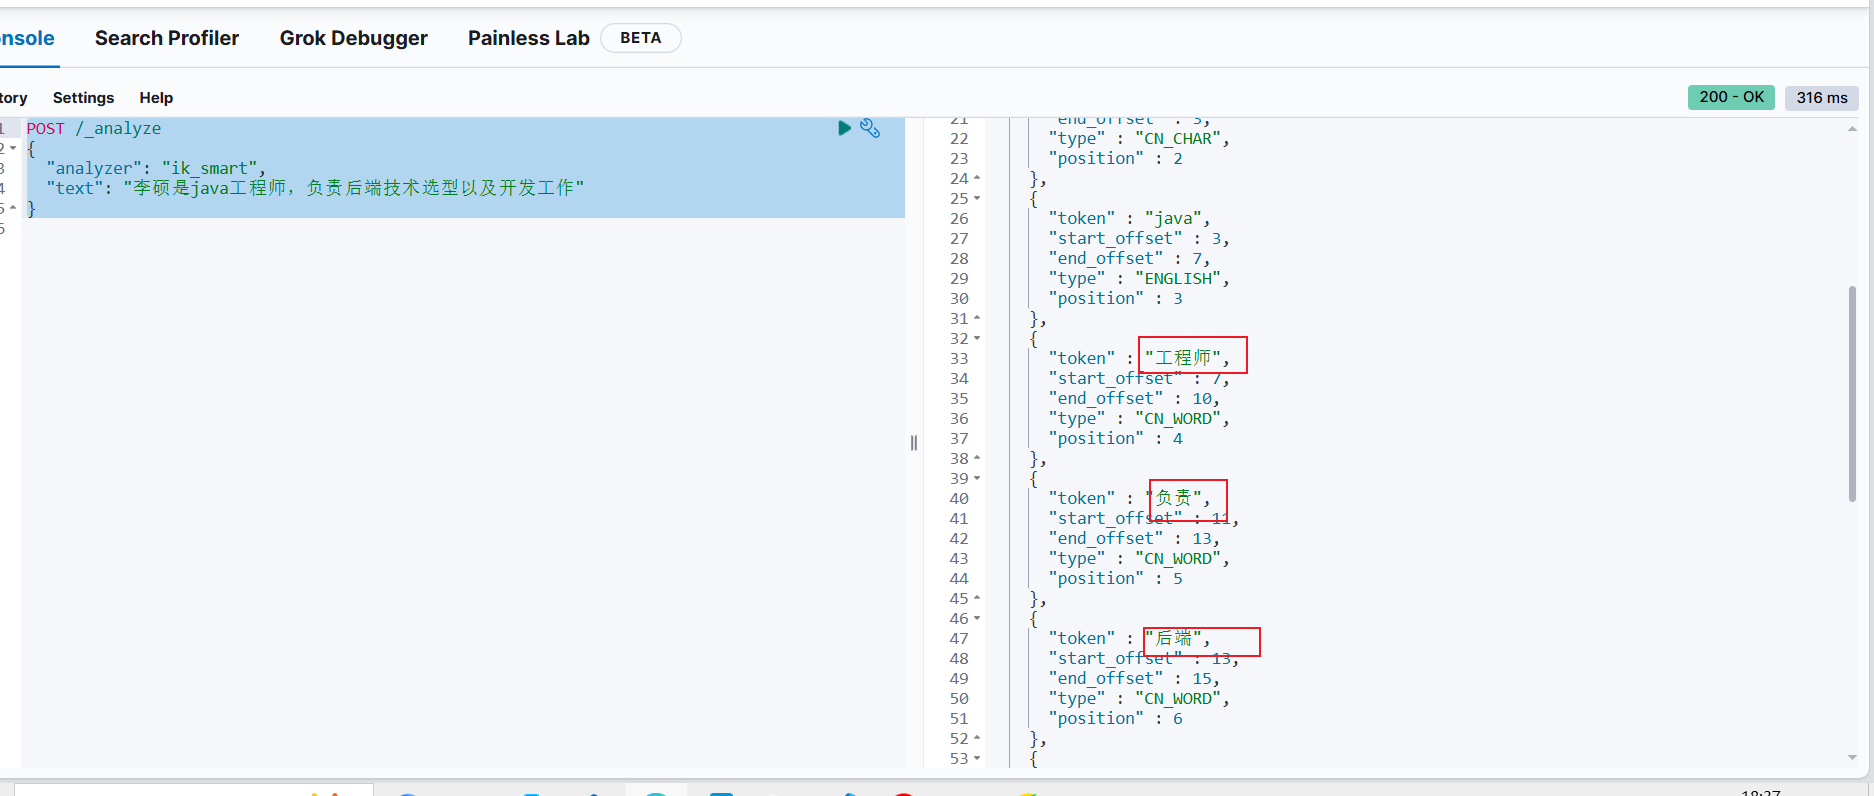 onsole Search Profiler Grok Debugger Painless Lab BETA
tory Settings Help
200 - OK 316 ms
1 POST /_analyze
2 {
3 "analyzer": "ik_smart",
4 "text": "李硕是java工程师，负责后端技术选型以及开发工作"
5 }
6
21 "end_offset" : 3,
22 "type" : "CN_CHAR",
23 "position" : 2
24 },
25 {
26 "token" : "java",
27 "start_offset" : 3,
28 "end_offset" : 7,
29 "type" : "ENGLISH",
30 "position" : 3
31 },
32 {
33 "token" : "工程师",
34 "start_offset" : 7,
35 "end_offset" : 10,
36 "type" : "CN_WORD",
37 "position" : 4
38 },
39 {
40 "token" : "负责",
41 "start_offset" : 11,
42 "end_offset" : 13,
43 "type" : "CN_WORD",
44 "position" : 5
45 },
46 {
47 "token" : "后端",
48 "start_offset" : 13,
49 "end_offset" : 15,
50 "type" : "CN_WORD",
51 "position" : 6
52 },
53 {